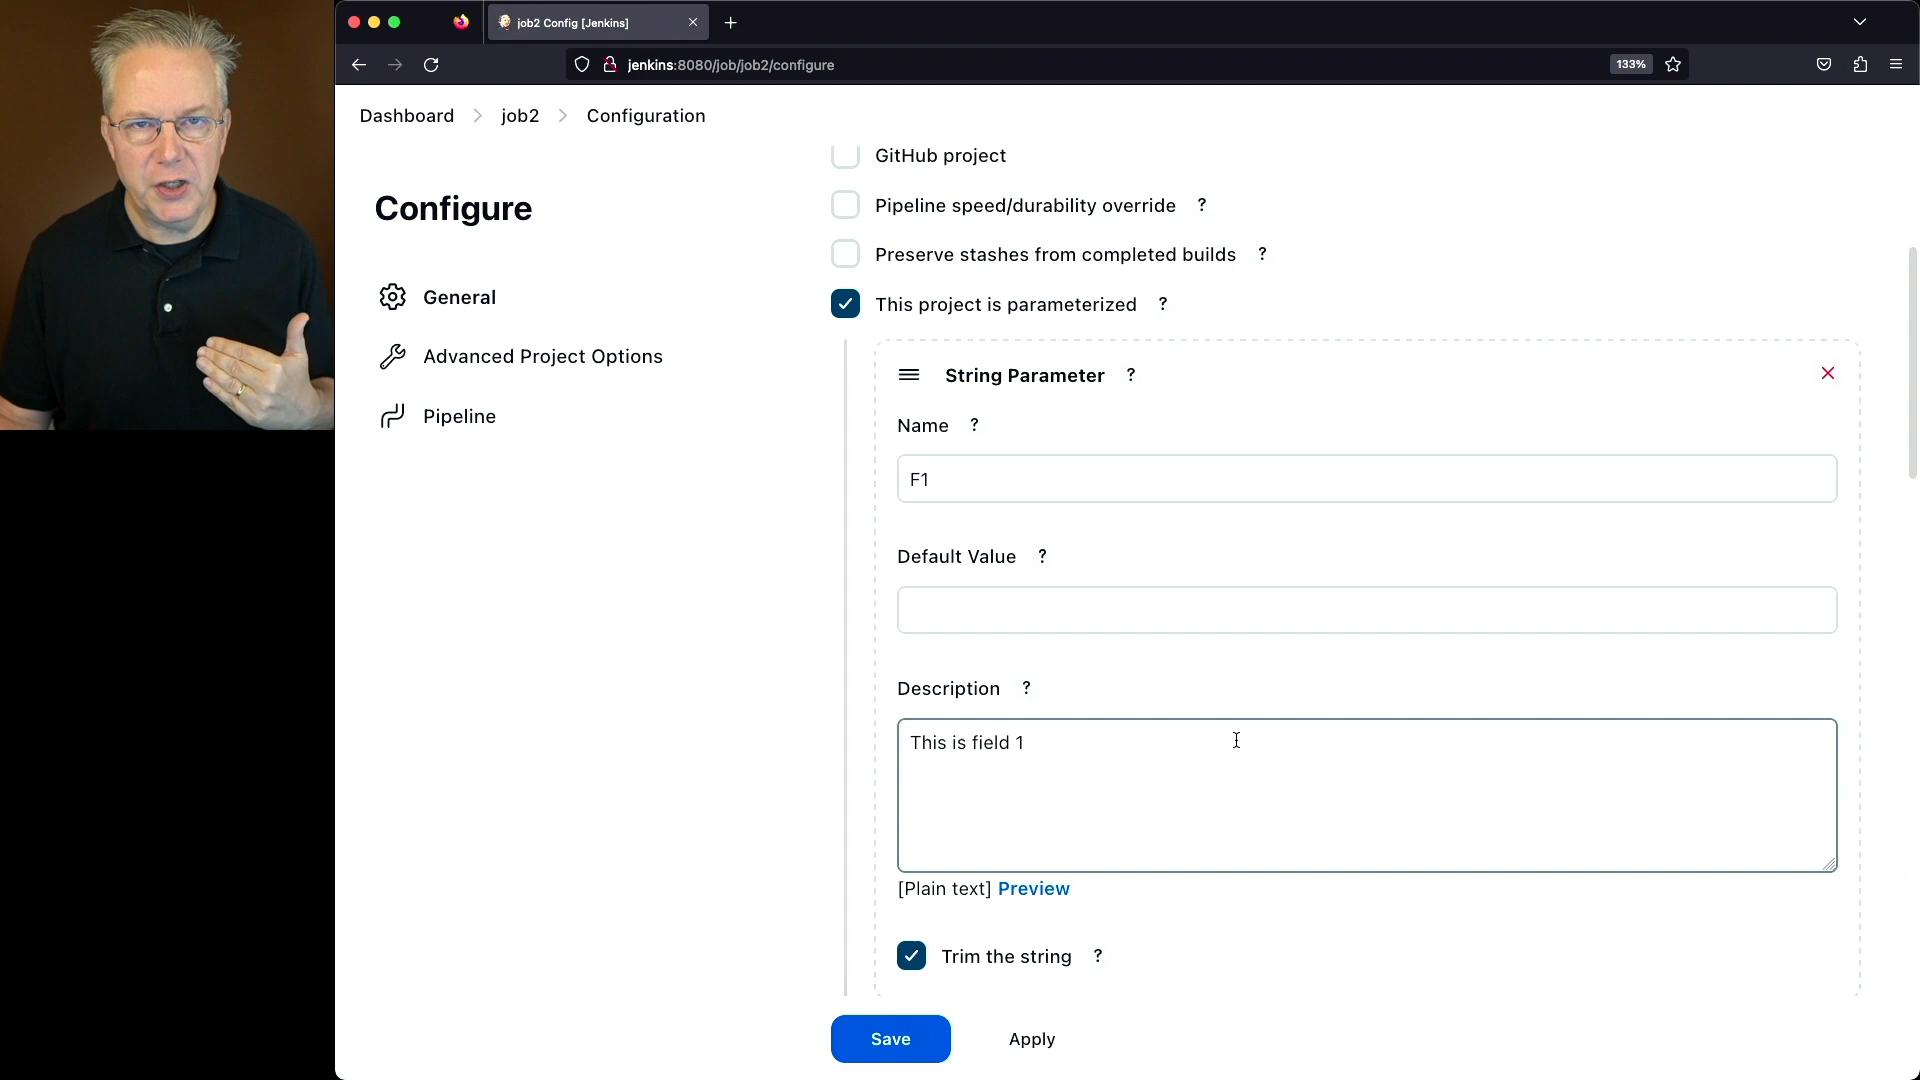 job2 Config [Jenkins]
jenkins:8080/job/job2/configure
133%
Dashboard
job2
Configuration
Configure
General
Advanced Project Options
Pipeline
GitHub project
Pipeline speed/durability override ?
Preserve stashes from completed builds ?
This project is parameterized ?
String Parameter ?
Name ?
F1
Default Value ?
Description ?
This is field 1
[Plain text] Preview
Trim the string ?
Save
Apply